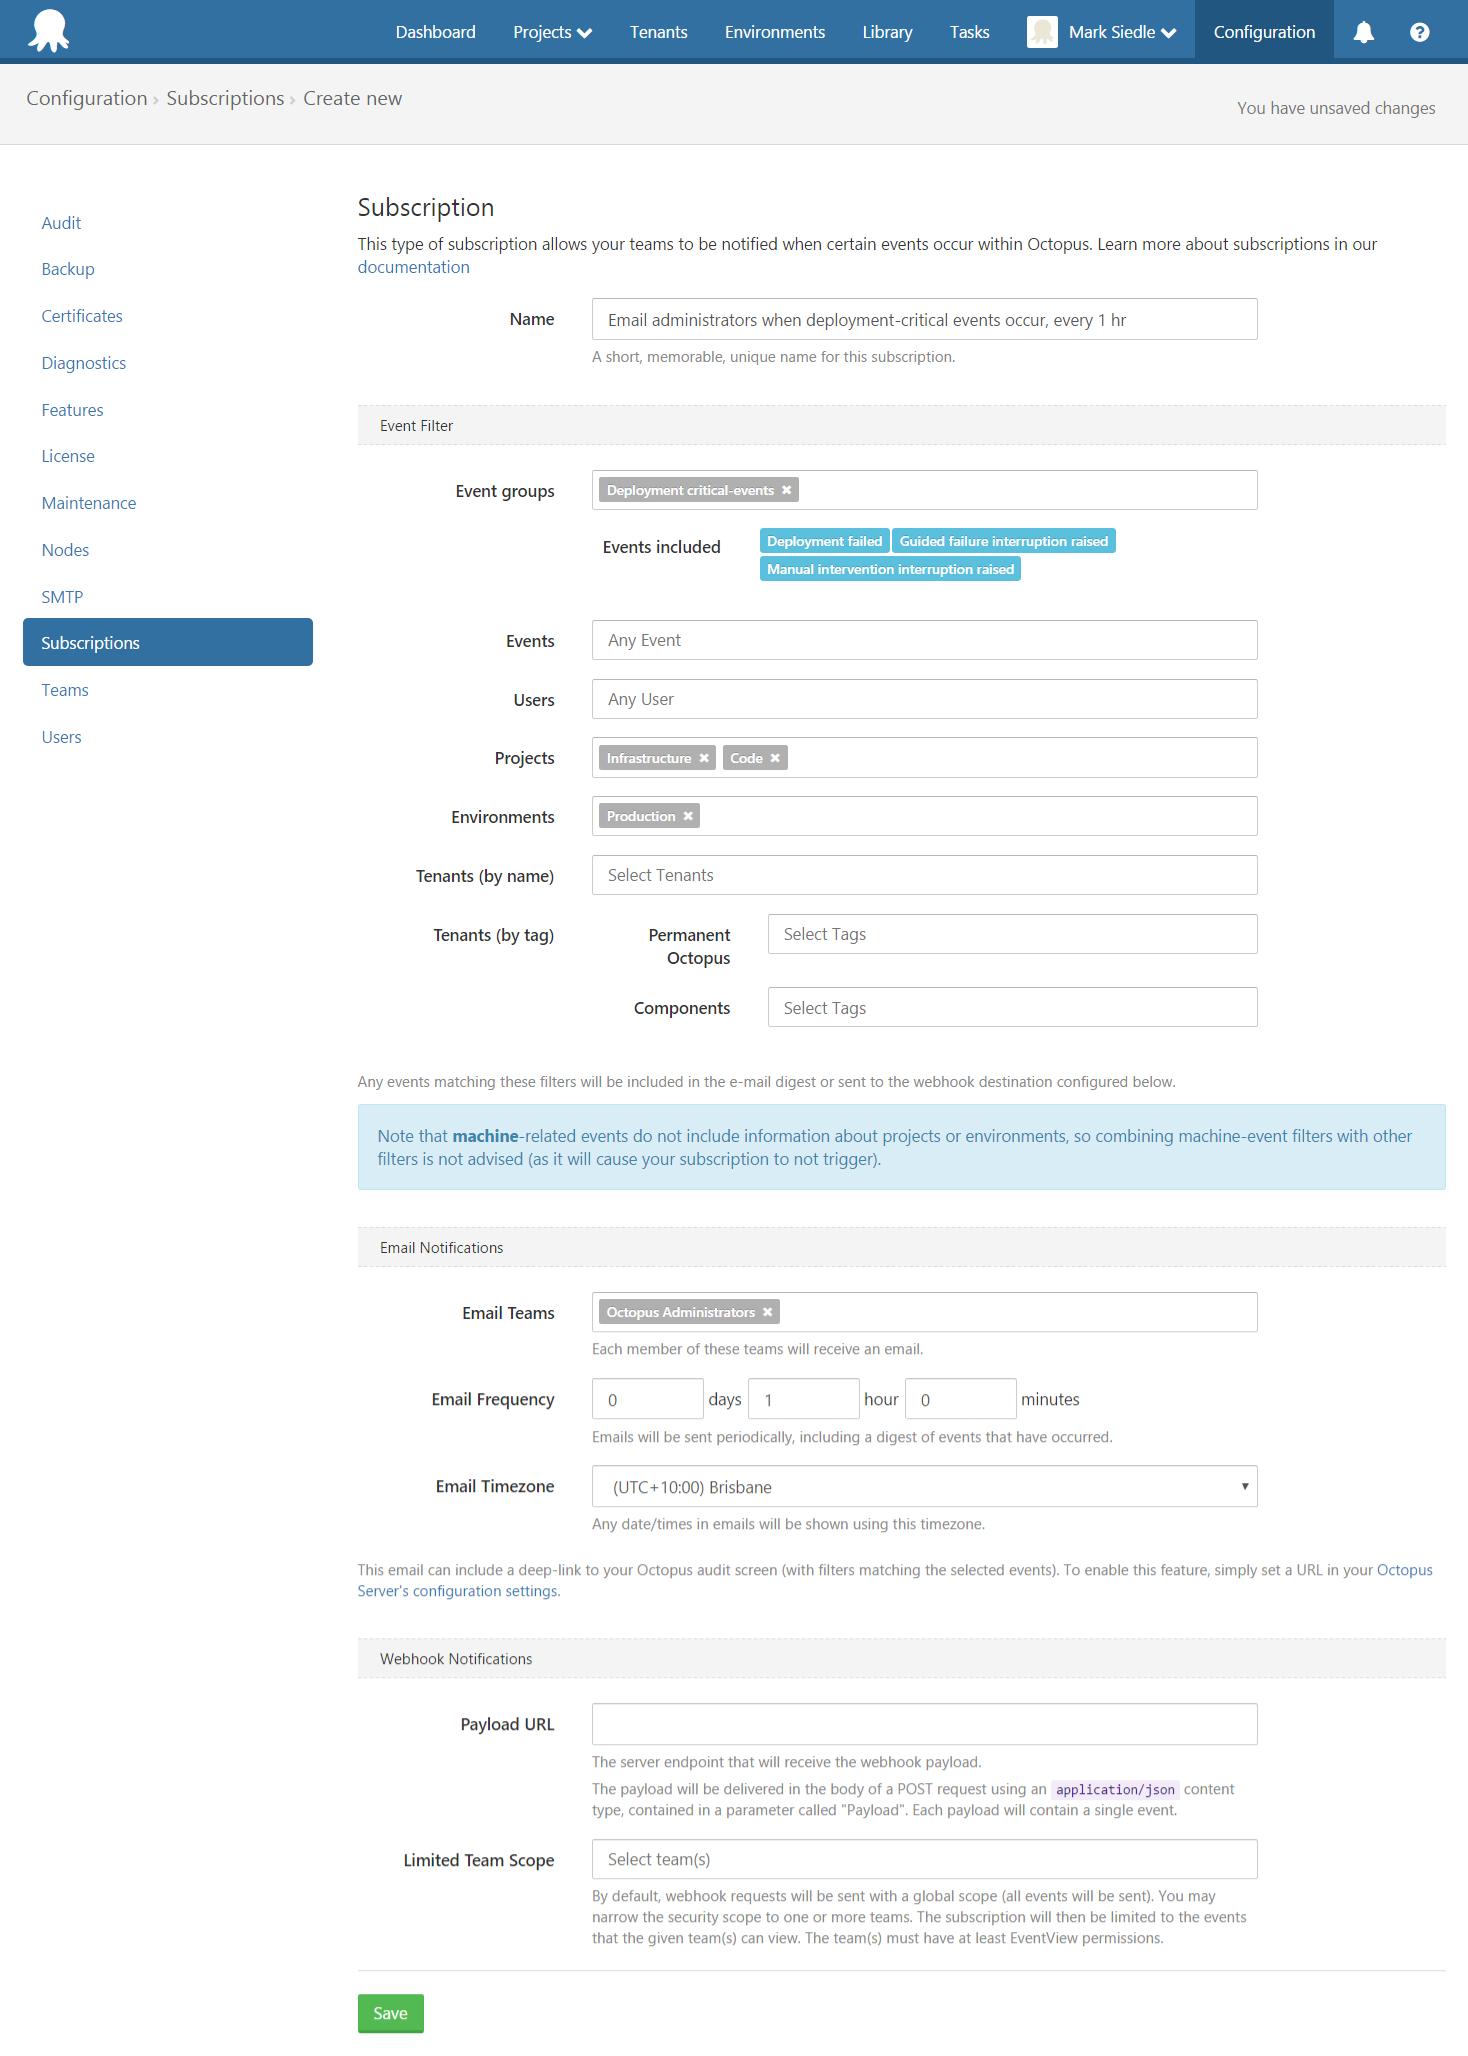 Dashboard Projects Tenants Environments Library Tasks Mark Siedle Configuration
Configuration › Subscriptions › Create new
You have unsaved changes
Audit
Backup
Certificates
Diagnostics
Features
License
Maintenance
Nodes
SMTP
Subscriptions
Teams
Users
Subscription
This type of subscription allows your teams to be notified when certain events occur within Octopus. Learn more about subscriptions in our
documentation
Name
Email administrators when deployment-critical events occur, every 1 hr
A short, memorable, unique name for this subscription.
Event Filter
Event groups
Deployment critical-events ✖
Events included
Deployment failed Guided failure interruption raised
Manual intervention interruption raised
Events
Any Event
Users
Any User
Projects
Infrastructure ✖ Code ✖
Environments
Production ✖
Tenants (by name)
Select Tenants
Tenants (by tag)
Permanent
Octopus
Select Tags
Components
Select Tags
Any events matching these filters will be included in the e-mail digest or sent to the webhook destination configured below.
Note that machine-related events do not include information about projects or environments, so combining machine-event filters with other
filters is not advised (as it will cause your subscription to not trigger).
Email Notifications
Email Teams
Octopus Administrators ✖
Each member of these teams will receive an email.
Email Frequency
0 days 1 hour 0 minutes
Emails will be sent periodically, including a digest of events that have occurred.
Email Timezone
(UTC+10:00) Brisbane
Any date/times in emails will be shown using this timezone.
This email can include a deep-link to your Octopus audit screen (with filters matching the selected events). To enable this feature, simply set a URL in your Octopus
Server's configuration settings.
Webhook Notifications
Payload URL
The server endpoint that will receive the webhook payload.
The payload will be delivered in the body of a POST request using an application/json content
type, contained in a parameter called "Payload". Each payload will contain a single event.
Limited Team Scope
Select team(s)
By default, webhook requests will be sent with a global scope (all events will be sent). You may
narrow the security scope to one or more teams. The subscription will then be limited to the events
that the given team(s) can view. The team(s) must have at least EventView permissions.
Save